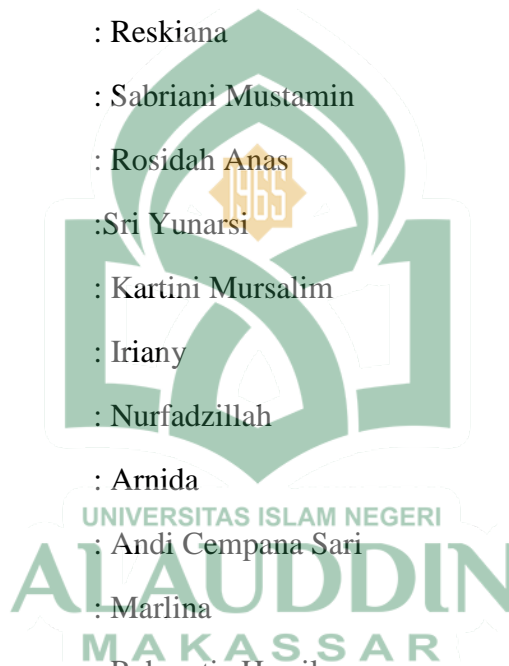 : Reskiana
: Sabriani Mustamin
: Rosidah Anas
1965
:Sri Yunarsi
: Kartini Mursalim
: Iriany
: Nurfadzillah
: Arnida
UNIVERSITAS ISLAM NEGERI
: Andi Cempana Sari
ALAUDDIN
: Marlina
MAKASSAR